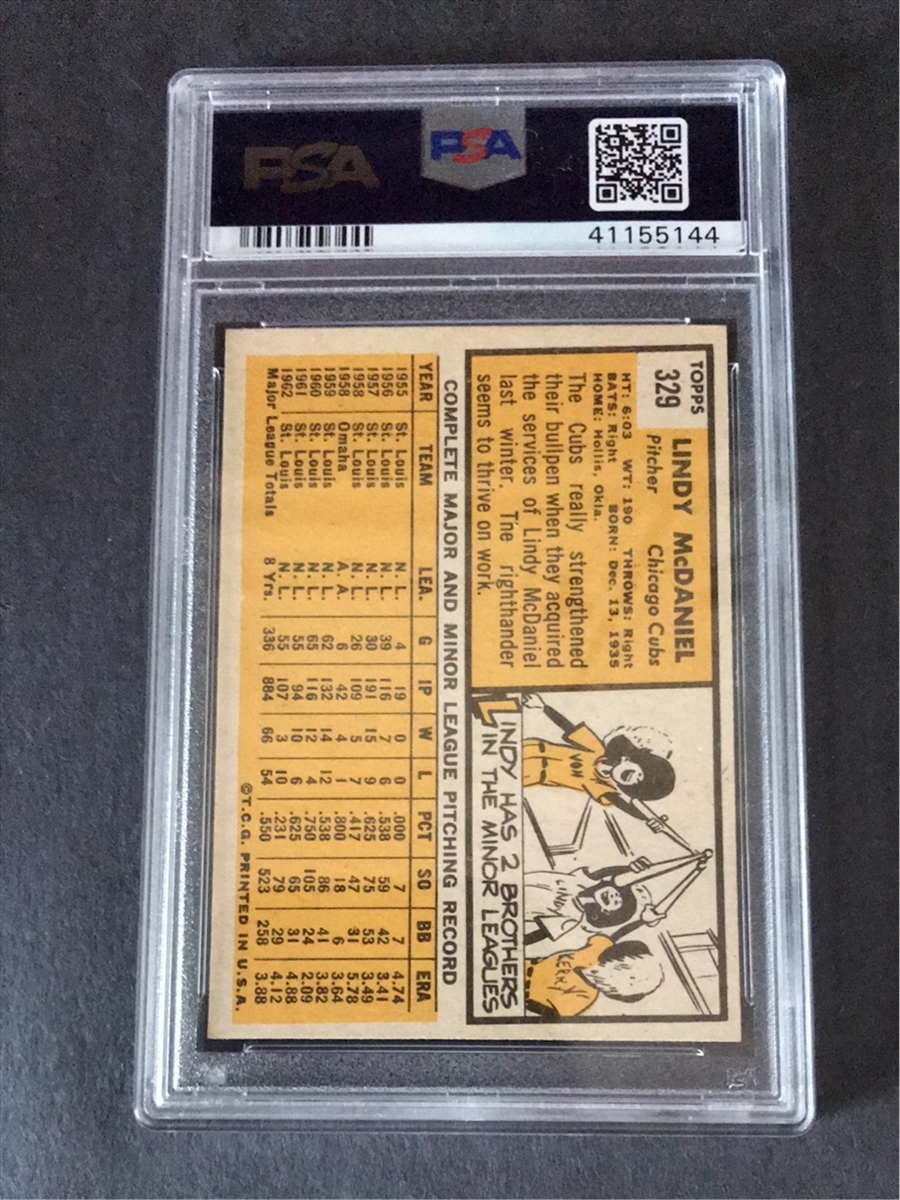 PSA
PSA
41155144
TOPPS
329
LINDY McDANIEL
Pitcher Chicago Cubs
HT: 6:03 WT: 190 THROWS: Right
BATS: Right BORN: Dec. 13, 1935
HOME: Hollis, Okla.
The Cubs really strengthened
their bullpen when they acquired
the services of Lindy McDaniel
last winter. The righthander
seems to thrive on work.
VON
LINDY
KERRY
LINDY HAS 2 BROTHERS
IN THE MINOR LEAGUES
COMPLETE MAJOR AND MINOR LEAGUE PITCHING RECORD
YEAR TEAM LEA. G IP W L PCT SO BB ERA
1955 St. Louis N. L. 4 19 0 0 .000 7 7 4.74
1956 St. Louis N. L. 39 116 7 6 .538 59 42 3.41
1957 St. Louis N. L. 30 191 15 9 .625 75 53 3.49
1958 St. Louis N. L. 26 109 5 7 .417 47 31 5.78
1958 Omaha A. A. 6 42 4 1 .800 18 6 3.64
1959 St. Louis N. L. 62 132 14 12 .538 86 41 3.82
1960 St. Louis N. L. 65 116 12 4 .750 105 24 2.09
1961 St. Louis N. L. 55 94 10 6 .625 65 31 4.88
1962 St. Louis N. L. 55 107 3 10 .231 79 29 4.12
Major League Totals 8 Yrs. 336 884 66 54 .550 523 258 3.88
©T.C.G. PRINTED IN U.S.A.